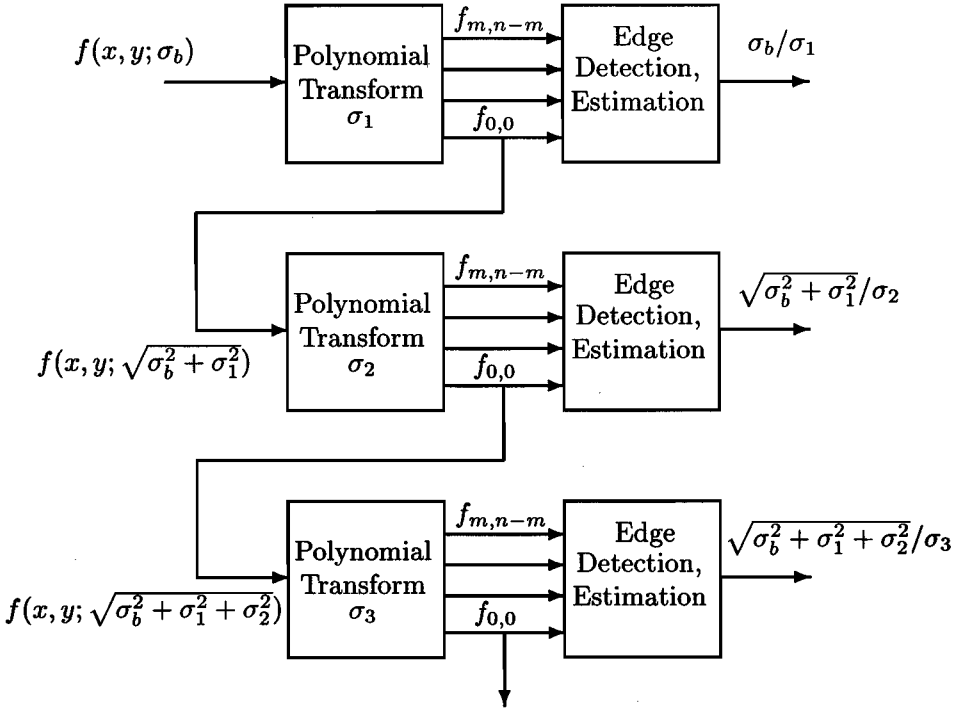 f(x, y; σ_b)
Polynomial
Transform
σ_1
f_{m,n−m}
f_{0,0}
Edge
Detection,
Estimation
σ_b/σ_1
f(x, y; √(σ_b^2 + σ_1^2))
Polynomial
Transform
σ_2
f_{m,n−m}
f_{0,0}
Edge
Detection,
Estimation
√(σ_b^2 + σ_1^2)/σ_2
f(x, y; √(σ_b^2 + σ_1^2 + σ_2^2))
Polynomial
Transform
σ_3
f_{m,n−m}
f_{0,0}
Edge
Detection,
Estimation
√(σ_b^2 + σ_1^2 + σ_2^2)/σ_3